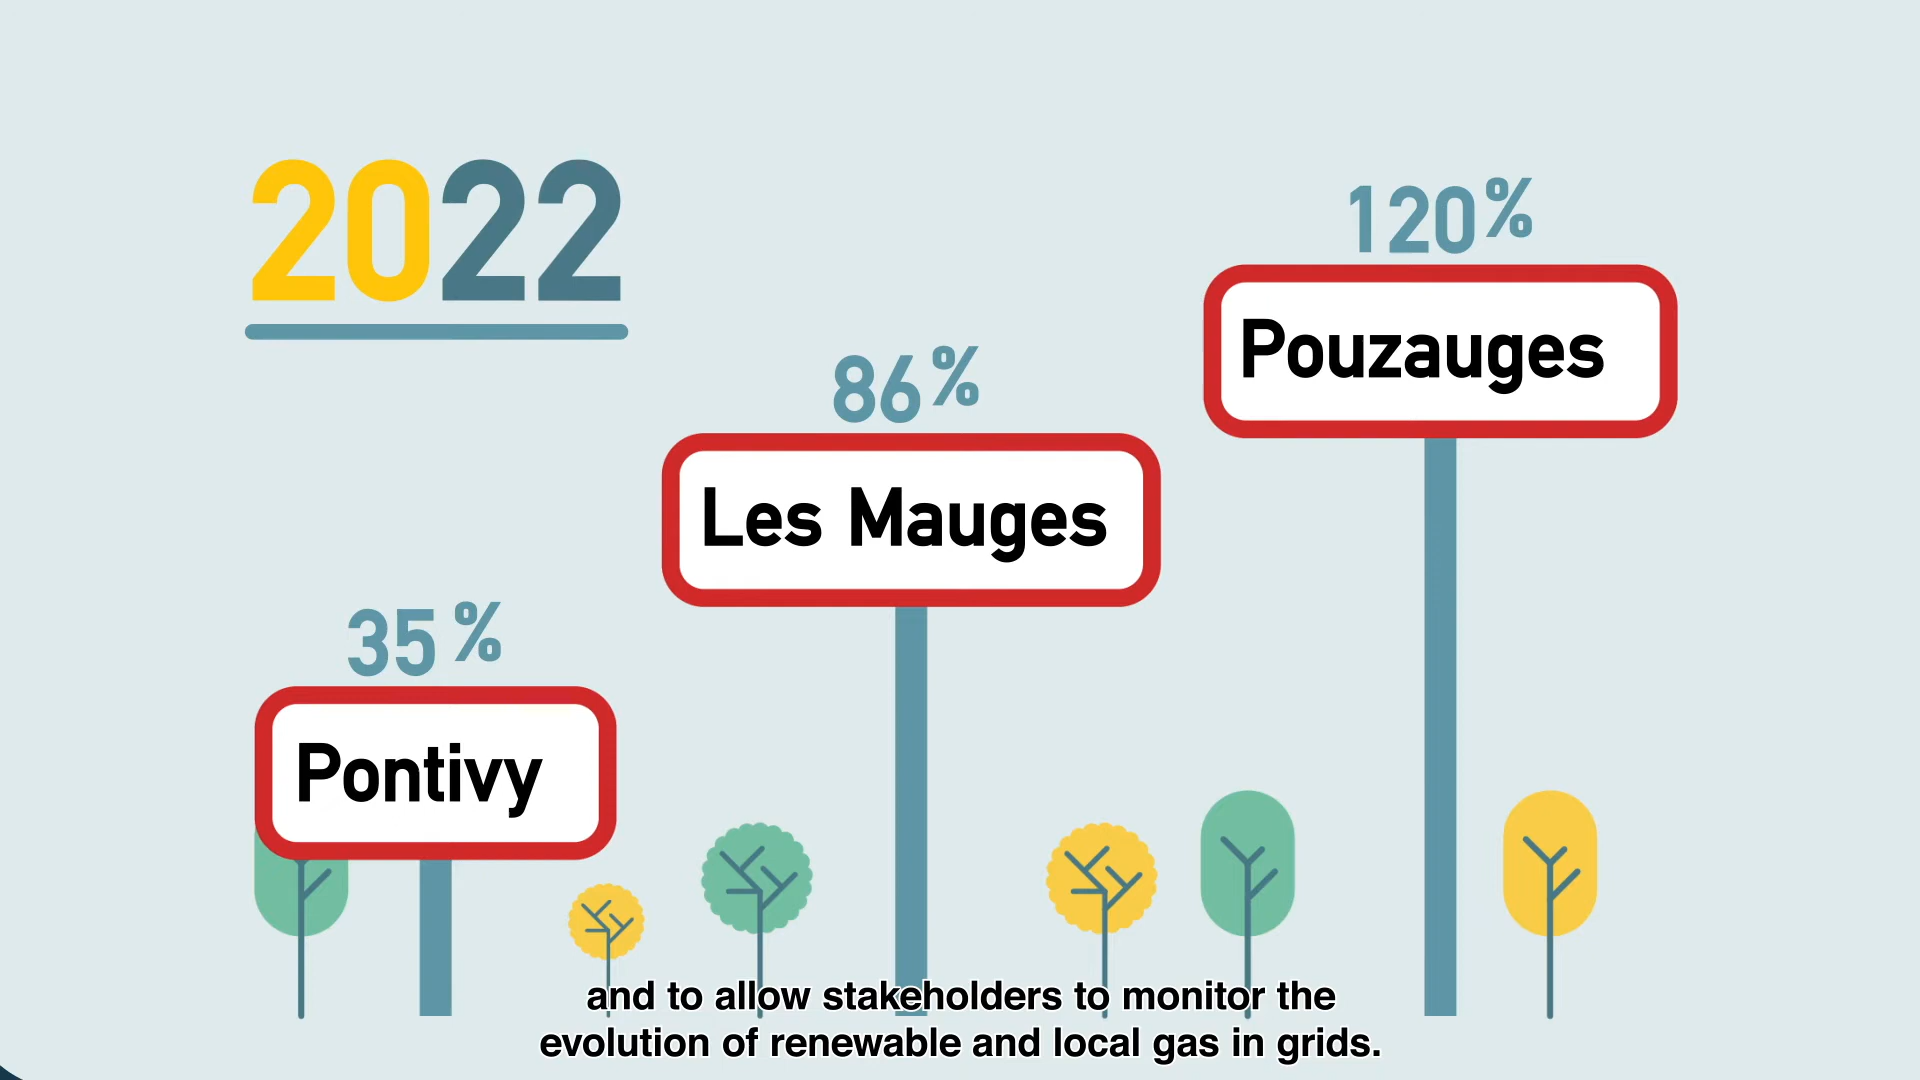 2022
120%
Pouzauges
86%
Les Mauges
35 %
Pontivy
and to allow stakeholders to monitor the
evolution of renewable and local gas in grids.